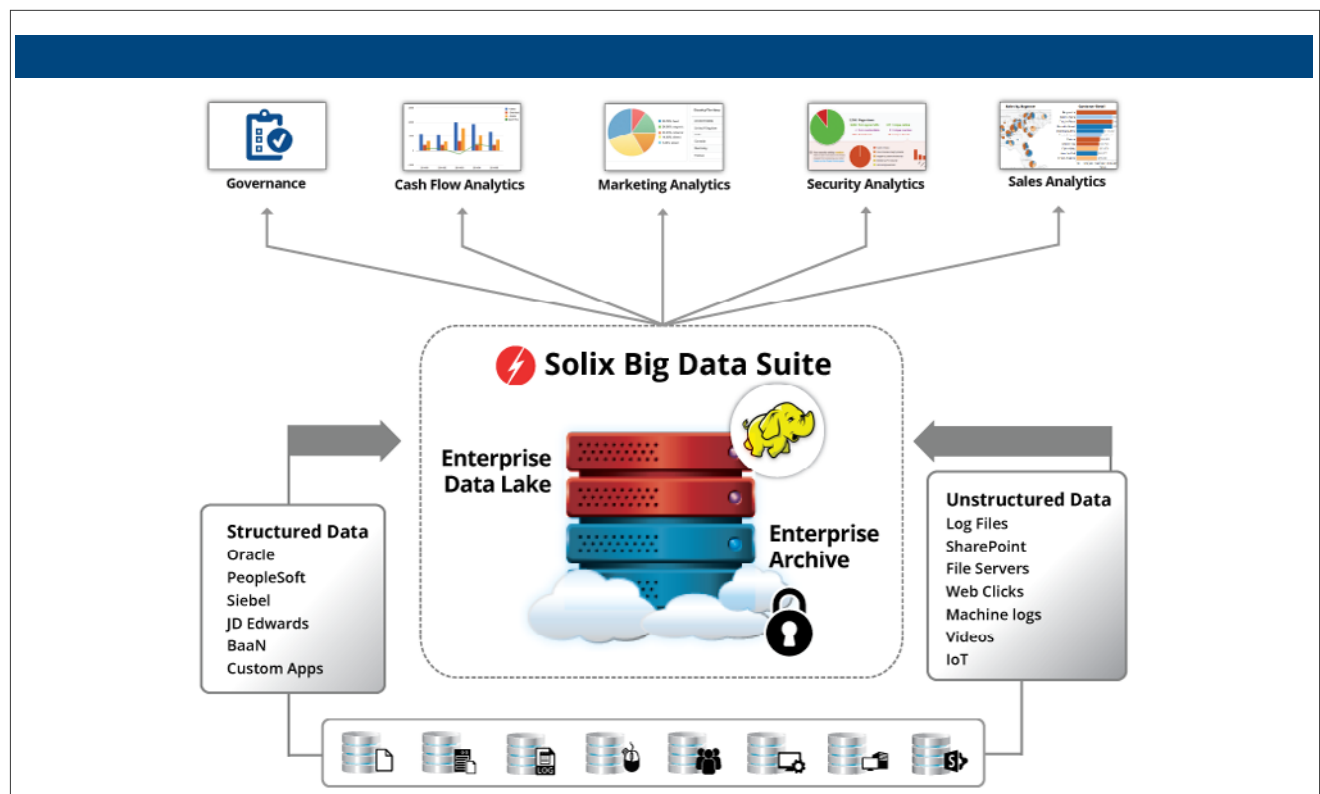 Governance
Cash Flow Analytics
Marketing Analytics
Security Analytics
Sales Analytics
Solix Big Data Suite
Enterprise
Data Lake
Enterprise
Archive
Structured Data
Oracle
PeopleSoft
Siebel
JD Edwards
BaaN
Custom Apps
Unstructured Data
Log Files
SharePoint
File Servers
Web Clicks
Machine logs
Videos
IoT
LOG
S